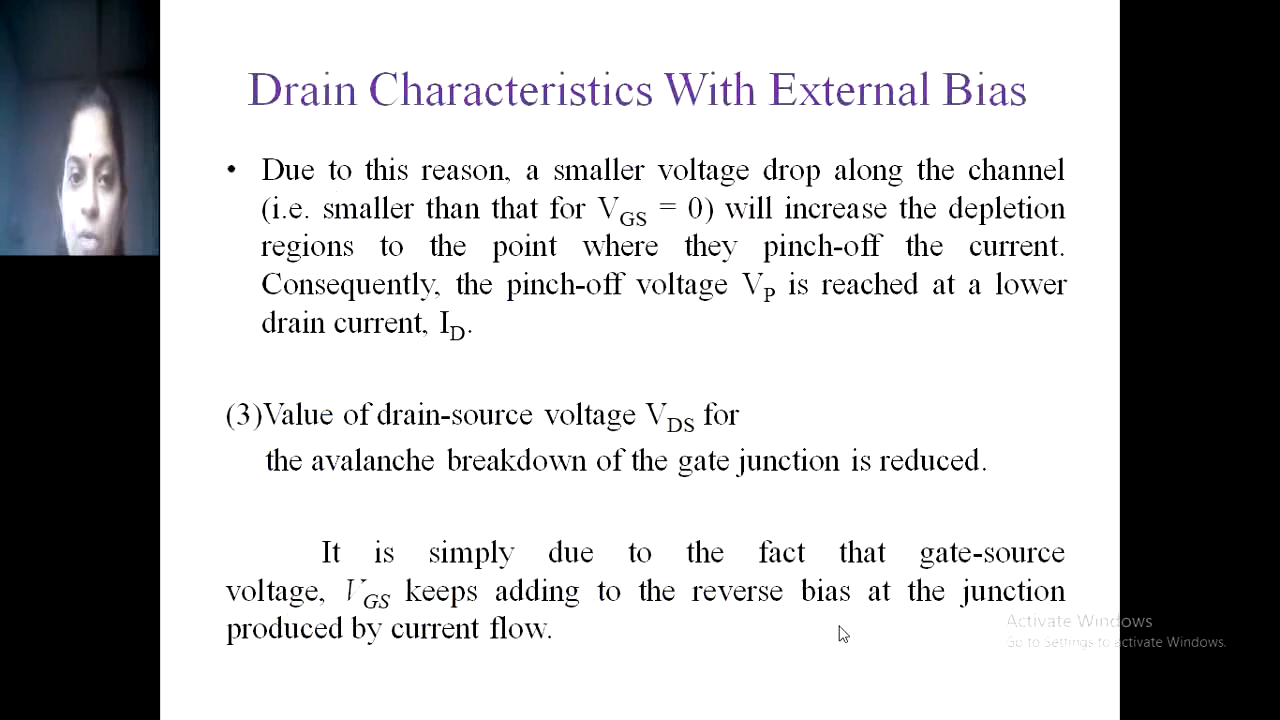 Drain Characteristics With External Bias
• Due to this reason, a smaller voltage drop along the channel
(i.e. smaller than that for VGS = 0) will increase the depletion
regions to the point where they pinch-off the current.
Consequently, the pinch-off voltage VP is reached at a lower
drain current, ID.
(3)Value of drain-source voltage VDS for
the avalanche breakdown of the gate junction is reduced.
It is simply due to the fact that gate-source
voltage, VGS keeps adding to the reverse bias at the junction
produced by current flow.
Activate Windows
Go to Settings to activate Windows.